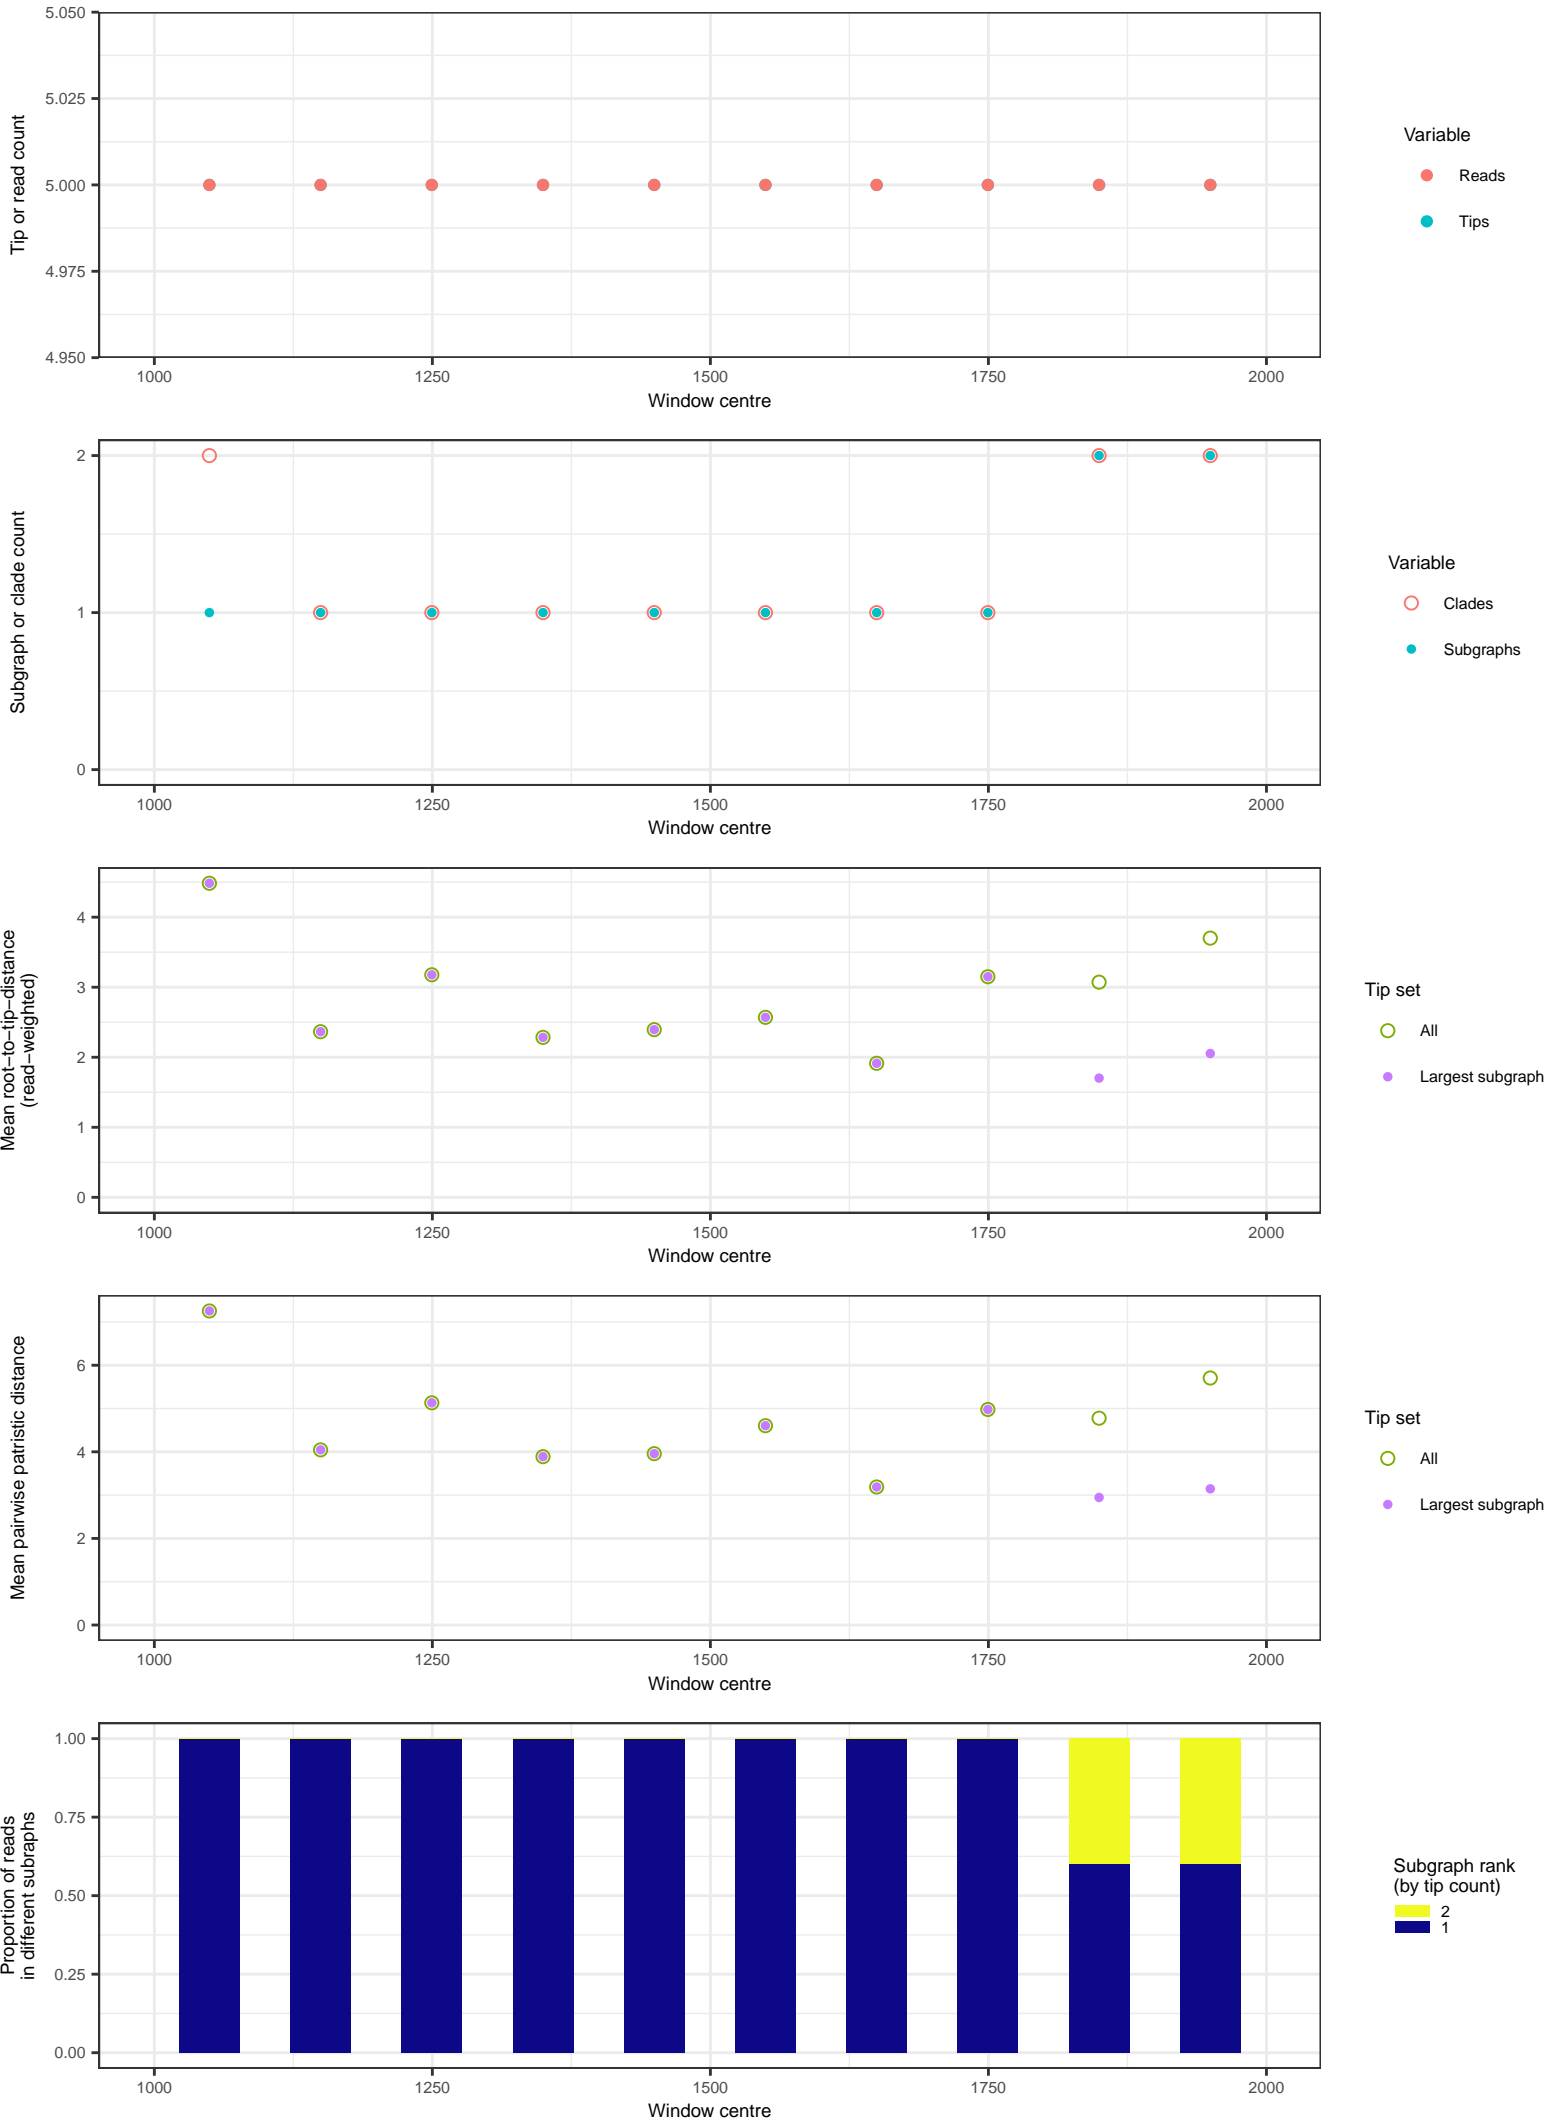 5.050
5.025
5.000
4.975
4.950
Tip or read count
1000 1250 1500 1750 2000
Window centre
Variable
Reads
Tips
2
1
0
Subgraph or clade count
1000 1250 1500 1750 2000
Window centre
Variable
Clades
Subgraphs
4
3
2
1
0
Mean root−to−tip−distance
(read−weighted)
1000 1250 1500 1750 2000
Window centre
Tip set
All
Largest subgraph
6
4
2
0
Mean pairwise patristic distance
1000 1250 1500 1750 2000
Window centre
Tip set
All
Largest subgraph
1.00
0.75
0.50
0.25
0.00
Proportion of reads
in different subraphs
1000 1250 1500 1750 2000
Window centre
Subgraph rank
(by tip count)
2
1